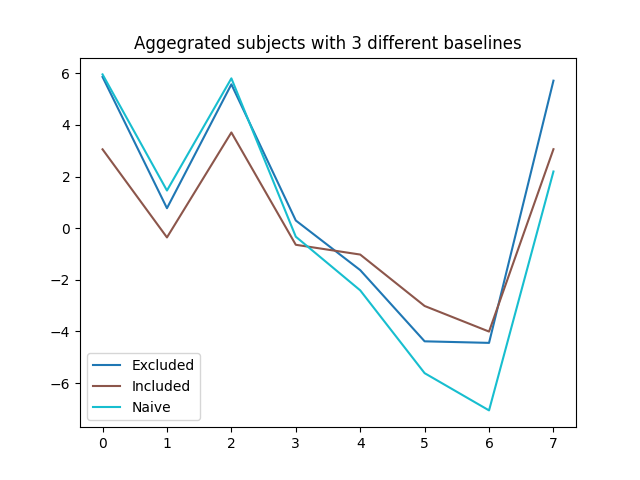 Aggegrated subjects with 3 different baselines
6
4
2
0
−2
−4
−6
Excluded
Included
Naive
0 1 2 3 4 5 6 7